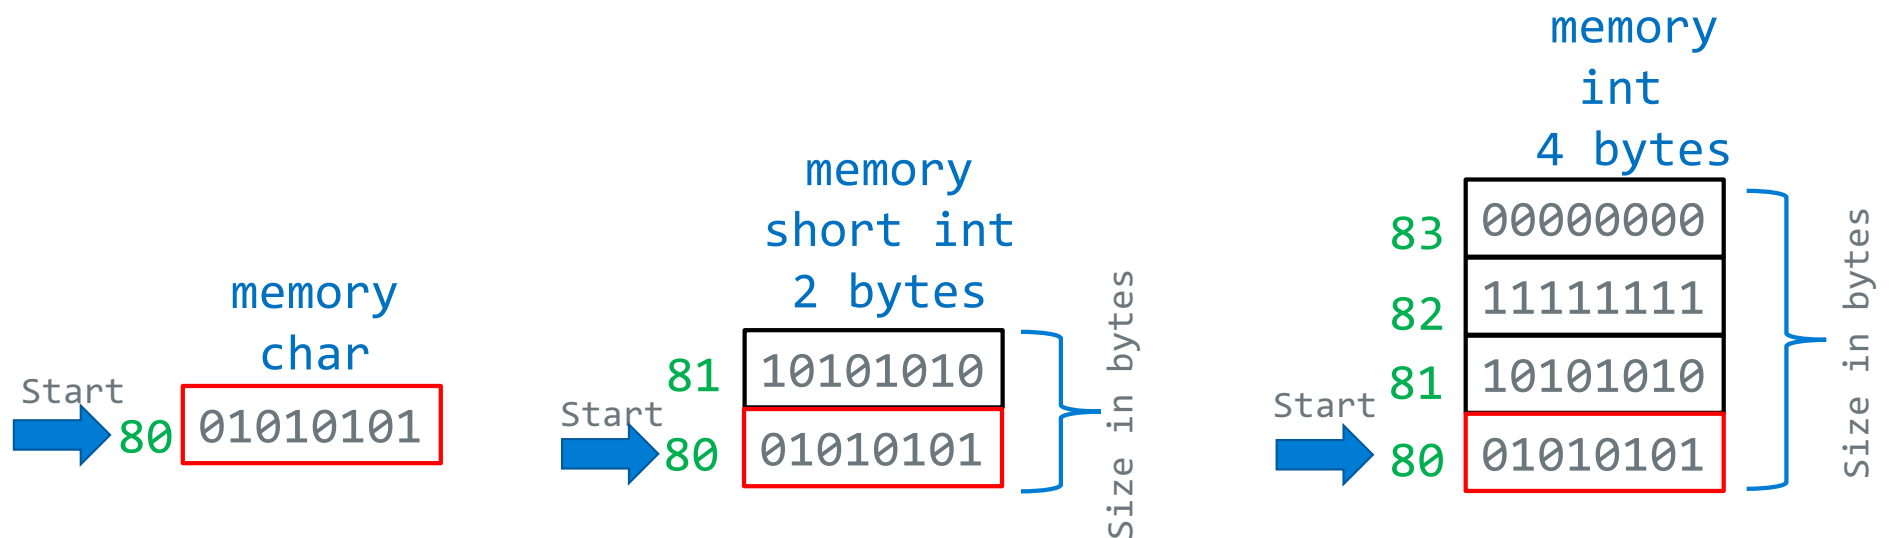 memory
char
Start
80 01010101
memory
short int
2 bytes
81 10101010
Start
80 01010101
Size in bytes
memory
int
4 bytes
83 00000000
82 11111111
81 10101010
Start
80 01010101
Size in bytes